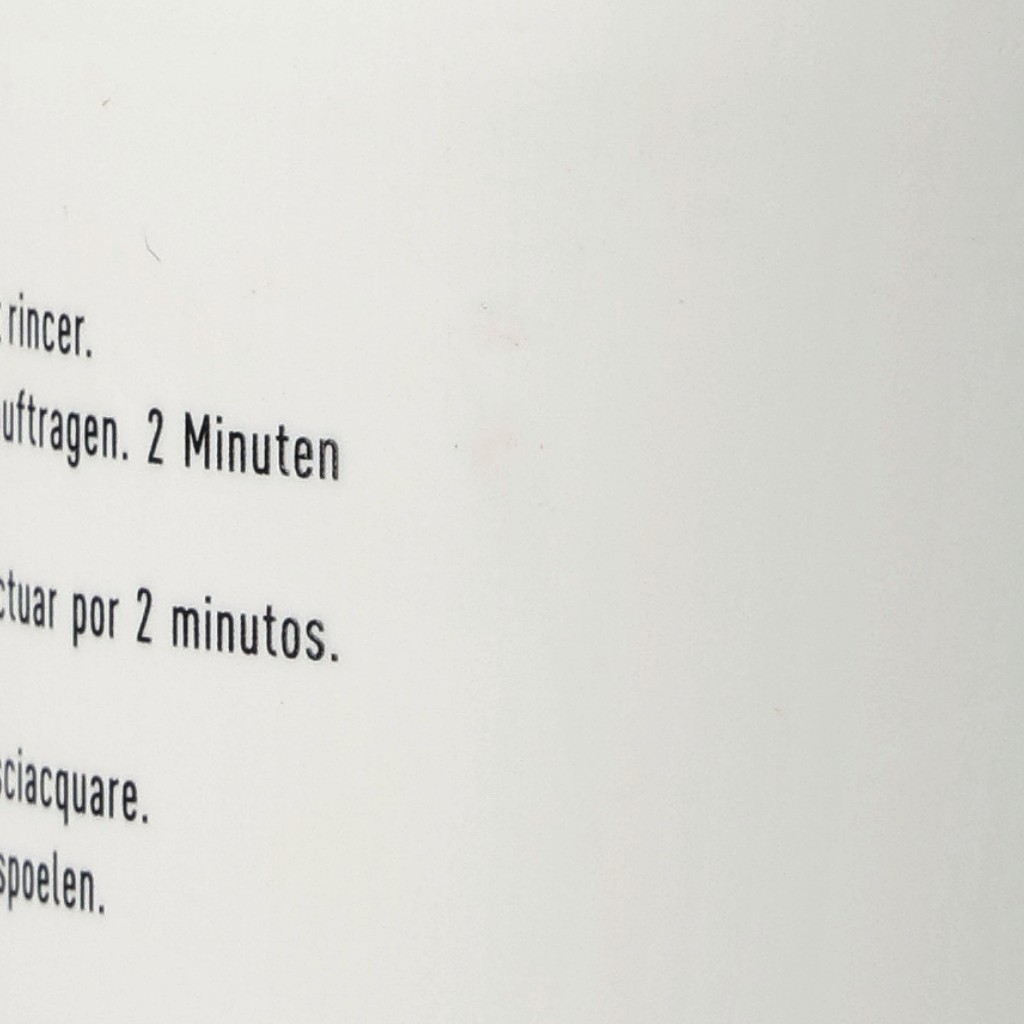 rincer.
uftragen. 2 Minuten
ctuar por 2 minutos.
sciacquare.
spoelen.